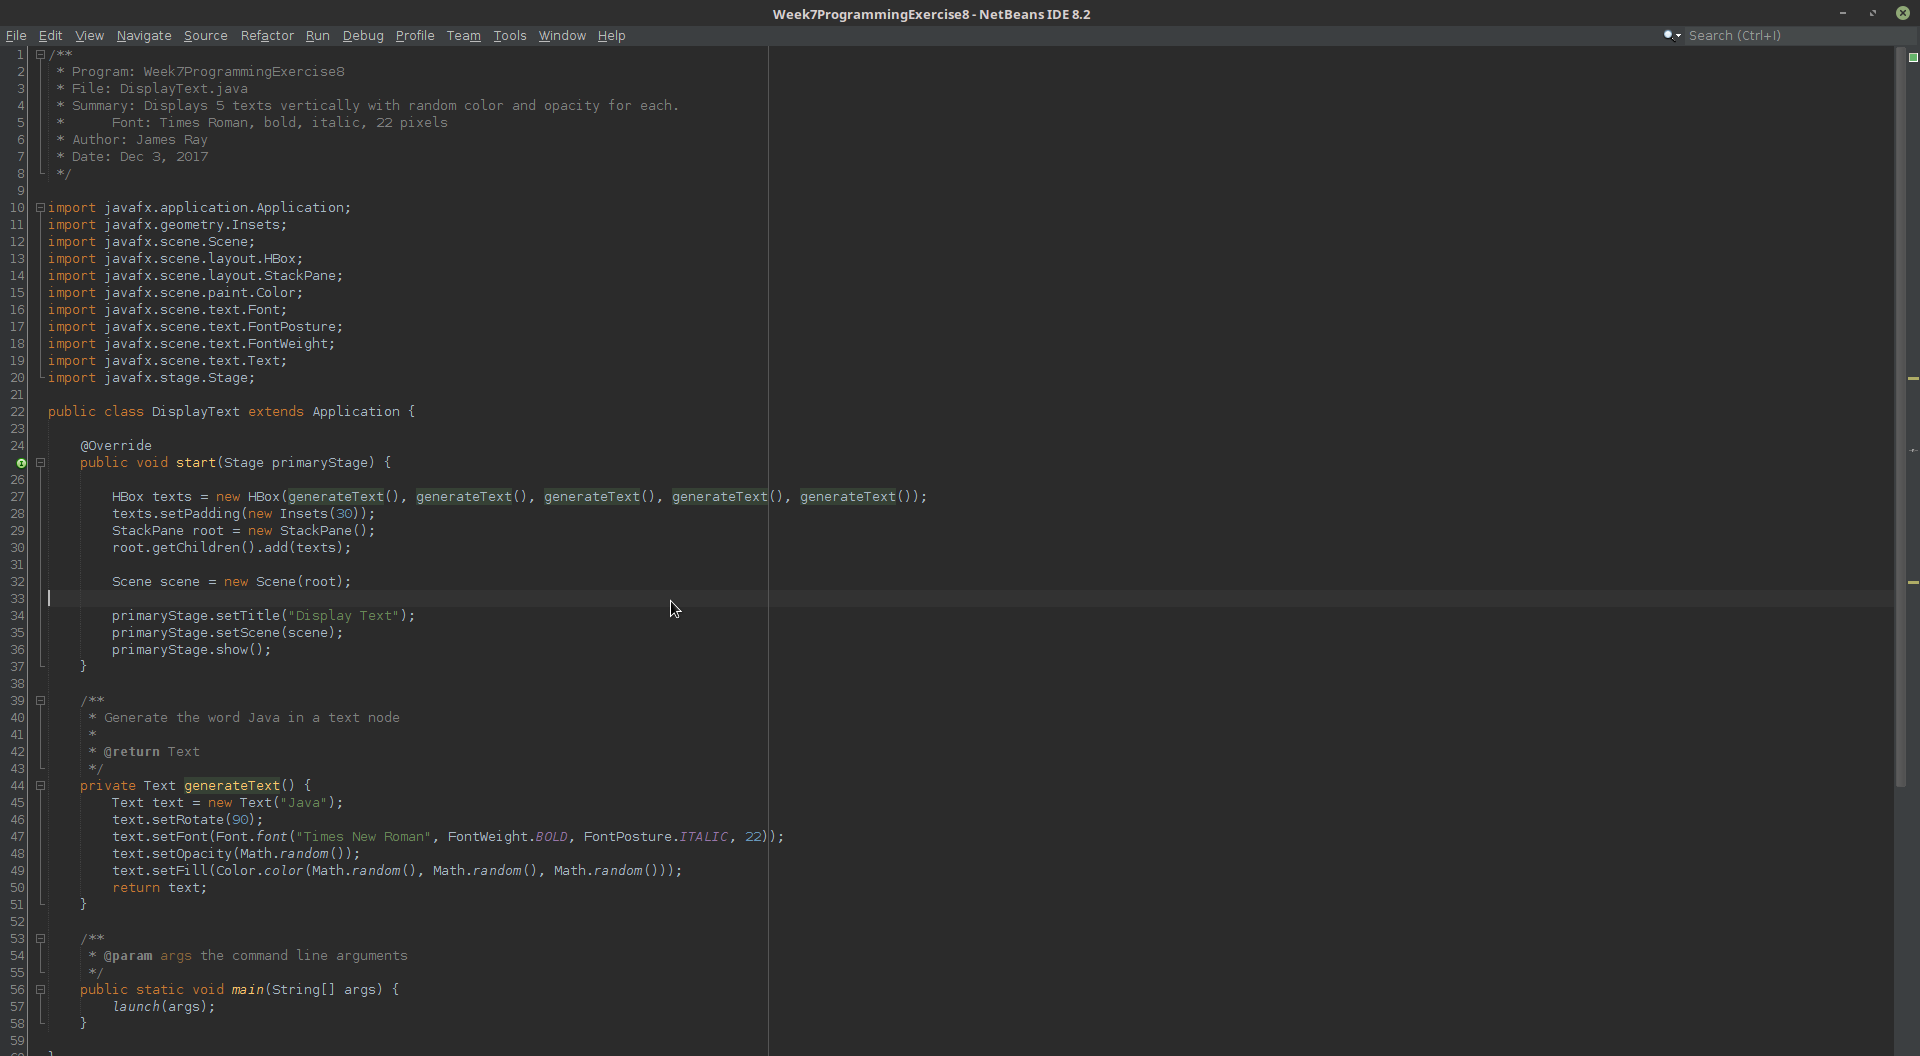 Week7ProgrammingExercise8 - NetBeans IDE 8.2
File Edit View Navigate Source Refactor Run Debug Profile Team Tools Window Help Search (Ctrl+I)
1 /**
2  * Program: Week7ProgrammingExercise8
3  * File: DisplayText.java
4  * Summary: Displays 5 texts vertically with random color and opacity for each.
5  *      Font: Times Roman, bold, italic, 22 pixels
6  * Author: James Ray
7  * Date: Dec 3, 2017
8  */
9
10 import javafx.application.Application;
11 import javafx.geometry.Insets;
12 import javafx.scene.Scene;
13 import javafx.scene.layout.HBox;
14 import javafx.scene.layout.StackPane;
15 import javafx.scene.paint.Color;
16 import javafx.scene.text.Font;
17 import javafx.scene.text.FontPosture;
18 import javafx.scene.text.FontWeight;
19 import javafx.scene.text.Text;
20 import javafx.stage.Stage;
21
22 public class DisplayText extends Application {
23
24     @Override
    public void start(Stage primaryStage) {
26
27         HBox texts = new HBox(generateText(), generateText(), generateText(), generateText(), generateText());
28         texts.setPadding(new Insets(30));
29         StackPane root = new StackPane();
30         root.getChildren().add(texts);
31
32         Scene scene = new Scene(root);
33
34         primaryStage.setTitle("Display Text");
35         primaryStage.setScene(scene);
36         primaryStage.show();
37     }
38
39     /**
40      * Generate the word Java in a text node
41      *
42      * @return Text
43      */
44     private Text generateText() {
45         Text text = new Text("Java");
46         text.setRotate(90);
47         text.setFont(Font.font("Times New Roman", FontWeight.BOLD, FontPosture.ITALIC, 22));
48         text.setOpacity(Math.random());
49         text.setFill(Color.color(Math.random(), Math.random(), Math.random()));
50         return text;
51     }
52
53     /**
54      * @param args the command line arguments
55      */
56     public static void main(String[] args) {
57         launch(args);
58     }
59